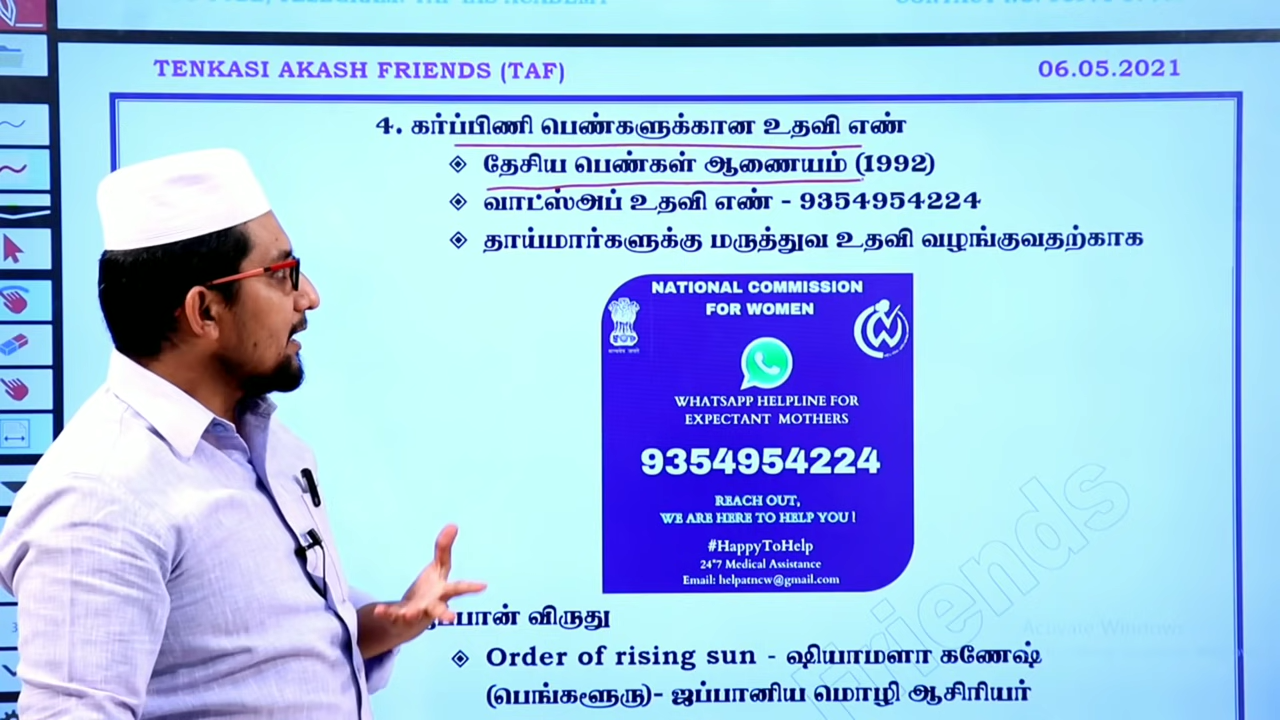 TENKASI AKASH FRIENDS (TAF)
06.05.2021
4. கர்ப்பிணி பெண்களுக்கான உதவி எண்
தேசிய பெண்கள் ஆணையம் (1992)
வாட்ஸ்அப் உதவி எண் - 9354954224
தாய்மார்களுக்கு மருத்துவ உதவி வழங்குவதற்காக
NATIONAL COMMISSION
FOR WOMEN
WHATSAPP HELPLINE FOR
EXPECTANT MOTHERS
9354954224
REACH OUT,
WE ARE HERE TO HELP YOU !
#HappyToHelp
24*7 Medical Assistance
Email: helpatncw@gmail.com
விருது
Order of rising sun - ஷியாமளா கணேஷ்
(பெங்களூரு)- ஜப்பானிய மொழி ஆசிரியர்
Friends
Activate Windows